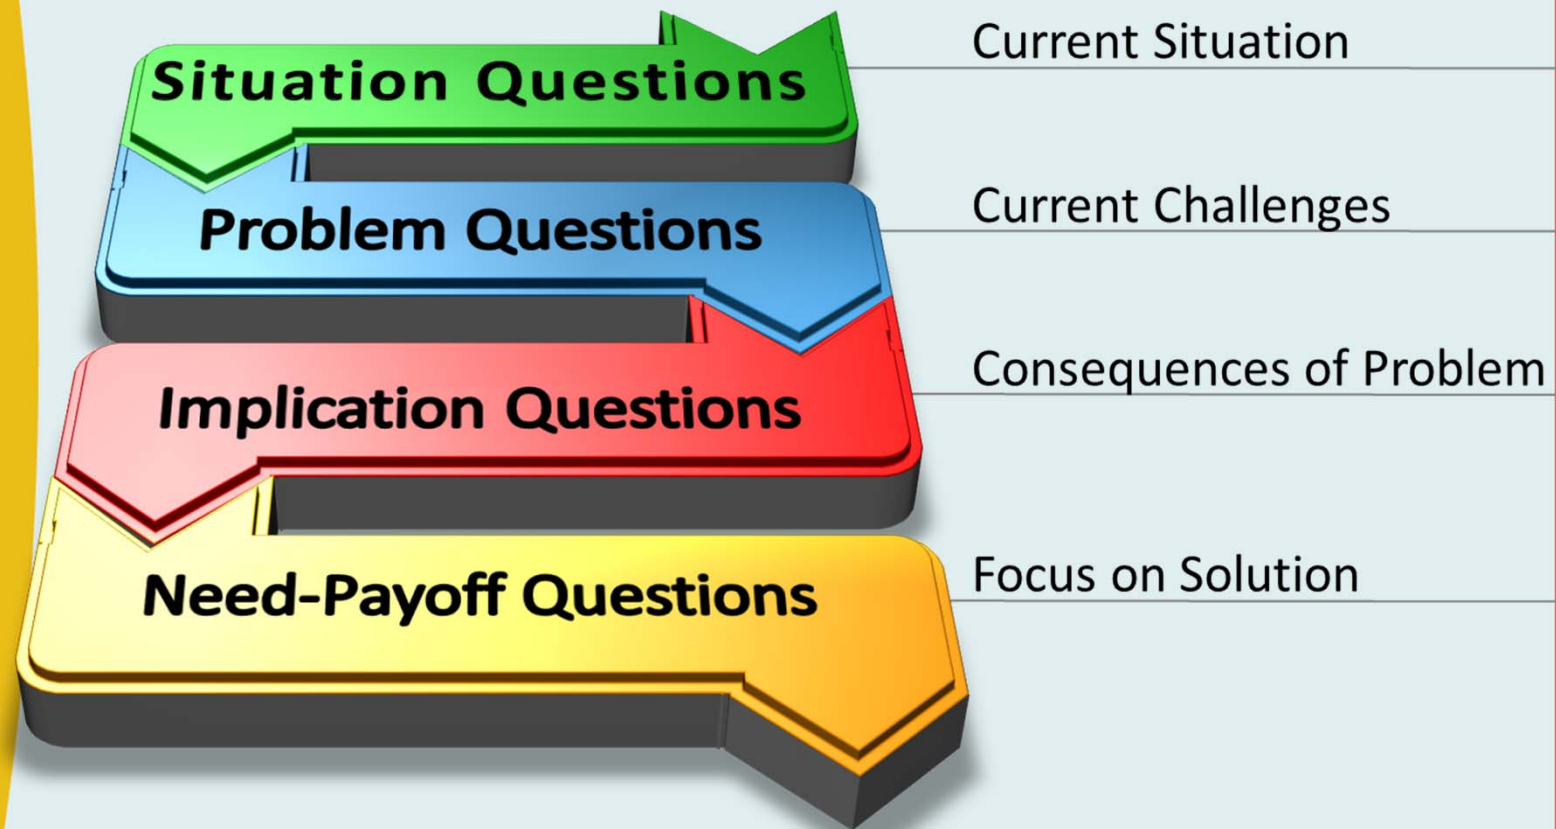 Situation Questions
Current Situation
Problem Questions
Current Challenges
Implication Questions
Consequences of Problem
Need-Payoff Questions
Focus on Solution